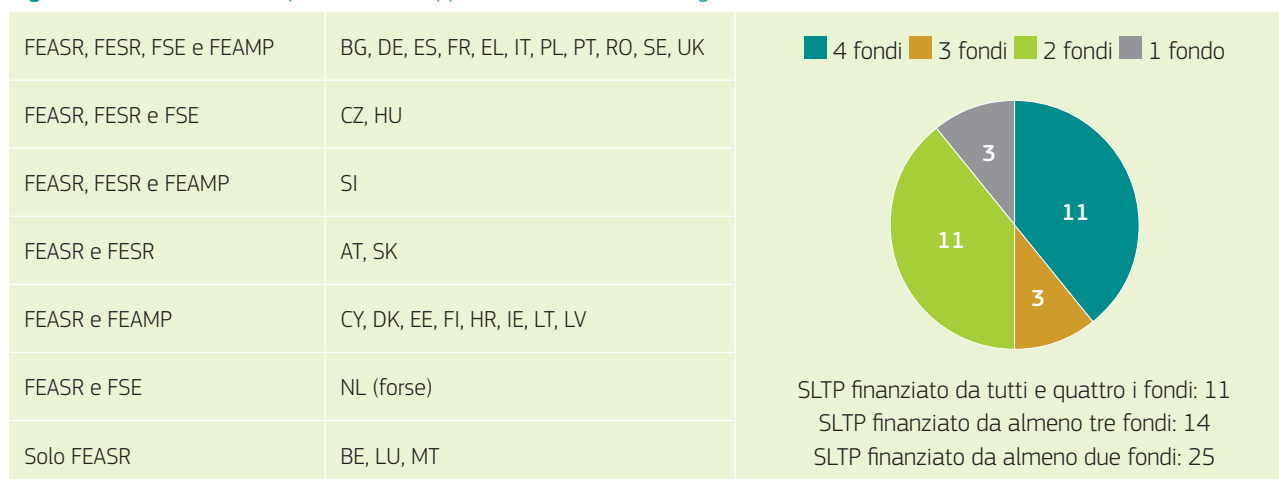 FEASR, FESR, FSE e FEAMP
BG, DE, ES, FR, EL, IT, PL, PT, RO, SE, UK
FEASR, FESR e FSE
CZ, HU
FEASR, FESR e FEAMP
SI
FEASR e FESR
AT, SK
FEASR e FEAMP
CY, DK, EE, FI, HR, IE, LT, LV
FEASR e FSE
NL (forse)
Solo FEASR
BE, LU, MT
4 fondi 3 fondi 2 fondi 1 fondo
3
11
11
3
SLTP finanziato da tutti e quattro i fondi: 11
SLTP finanziato da almeno tre fondi: 14
SLTP finanziato da almeno due fondi: 25